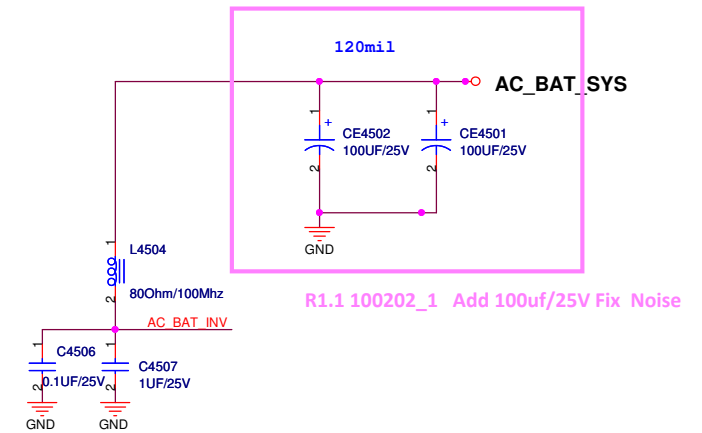 120mil
AC_BAT_SYS
1
+
CE4502
100UF/25V
2
1
+
CE4501
100UF/25V
2
GND
1
L4504
80Ohm/100Mhz
2
R1.1 100202_1 Add 100uf/25V Fix Noise
AC_BAT_INV
1
C4506
0.1UF/25V
2
1
C4507
1UF/25V
2
GND
GND